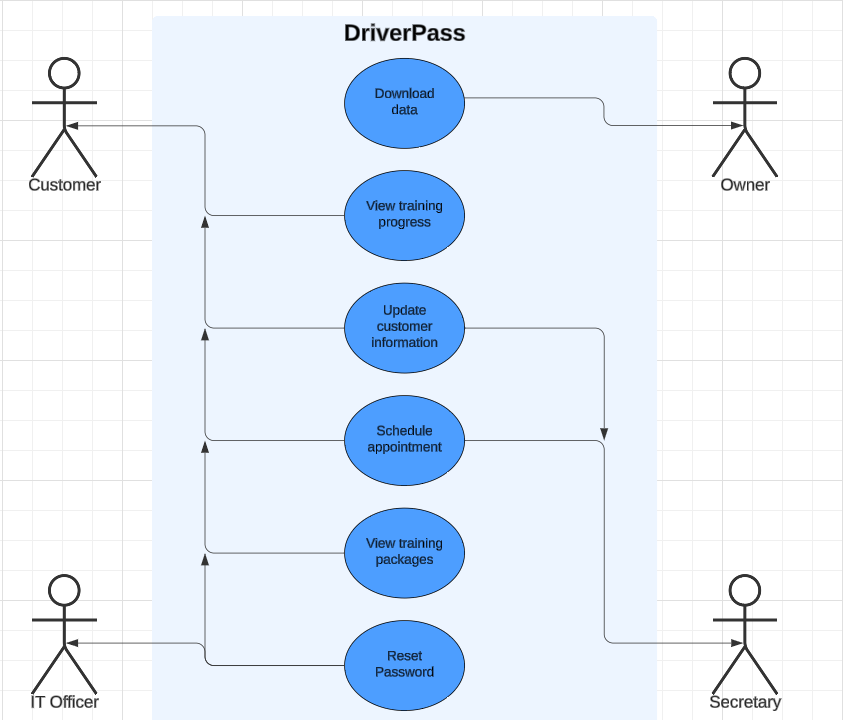 DriverPass
Download
data
Customer
Owner
View training
progress
Update
customer
information
Schedule
appointment
View training
packages
Reset
Password
IT Officer
Secretary